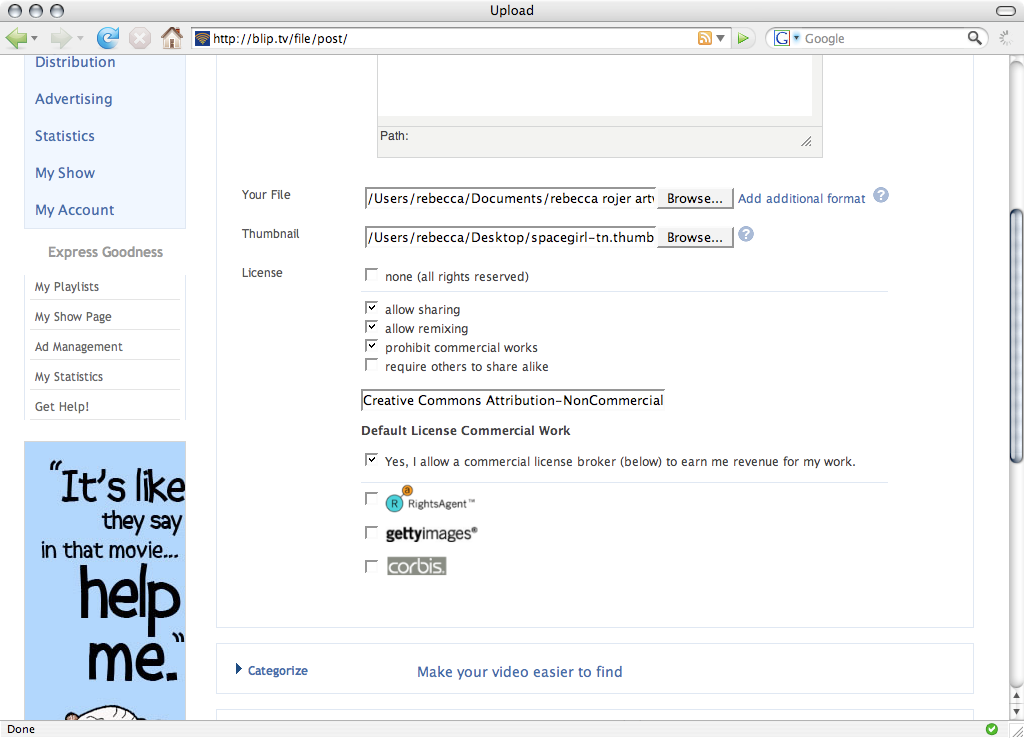 Upload
http://blip.tv/file/post/
G Google
Distribution
Advertising
Statistics
My Show
My Account
Express Goodness
My Playlists
My Show Page
Ad Management
My Statistics
Get Help!
“It's like
they say
in that movie...
help
me.”
Path:
Your File
/Users/rebecca/Documents/rebecca rojer artw
Browse...
Add additional format
?
Thumbnail
/Users/rebecca/Desktop/spacegirl-tn.thumb
Browse...
?
License
none (all rights reserved)
allow sharing
allow remixing
prohibit commercial works
require others to share alike
Creative Commons Attribution-NonCommercial
Default License Commercial Work
Yes, I allow a commercial license broker (below) to earn me revenue for my work.
R a RightsAgent™
gettyimages®
corbis.
Categorize
Make your video easier to find
Done